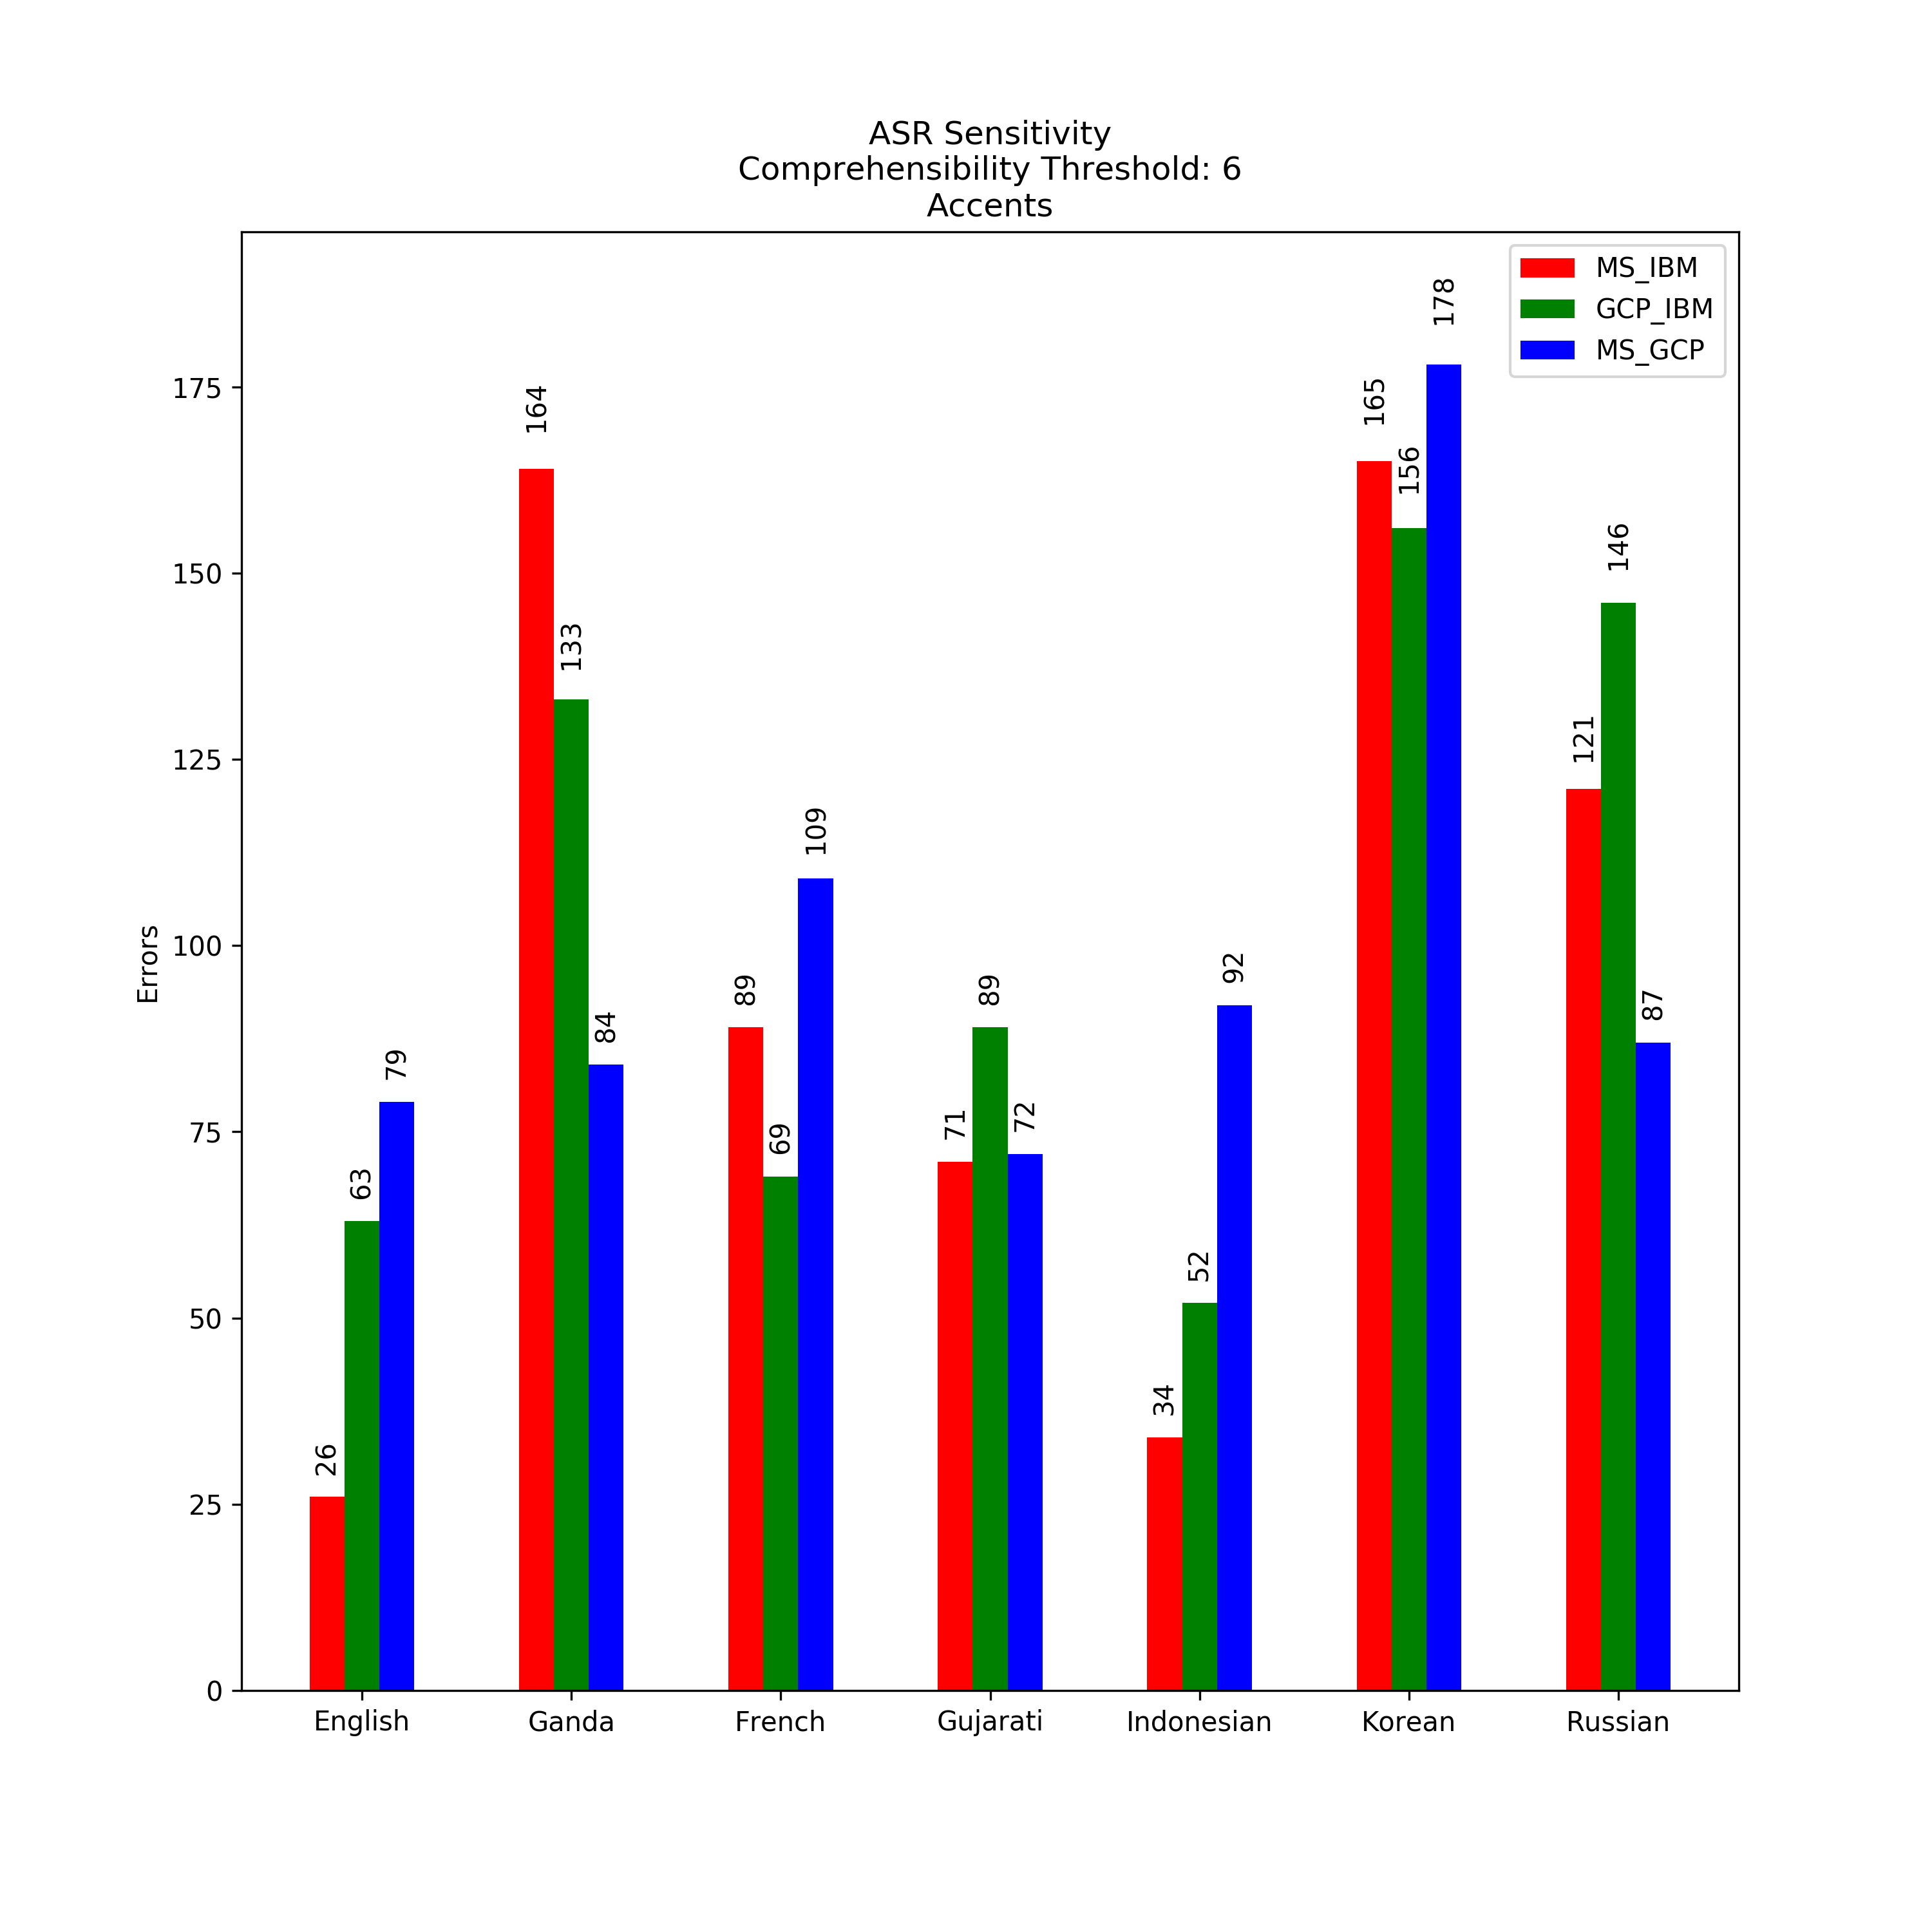 ASR Sensitivity
Comprehensibility Threshold: 6
Accents
MS_IBM
GCP_IBM
MS_GCP
Errors
175
150
125
100
75
50
25
0
26
63
79
164
133
84
89
69
109
71
89
72
34
52
92
165
156
178
121
146
87
English
Ganda
French
Gujarati
Indonesian
Korean
Russian